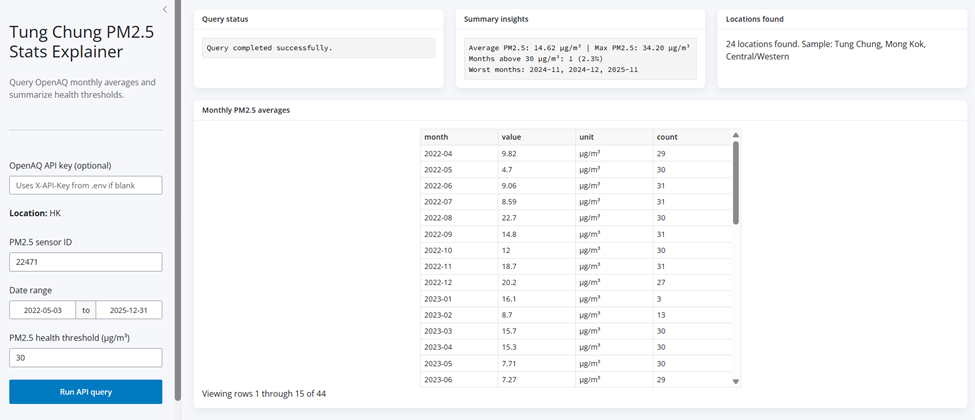 Tung Chung PM2.5
Stats Explainer
Query OpenAQ monthly averages and
summarize health thresholds.
OpenAQ API key (optional)
Uses X-API-Key from .env if blank
Location: HK
PM2.5 sensor ID
22471
Date range
2022-05-03 to 2025-12-31
PM2.5 health threshold (µg/m³)
30
Run API query
Query status
Query completed successfully.
Summary insights
Average PM2.5: 14.62 µg/m³ | Max PM2.5: 34.20 µg/m³
Months above 30 µg/m³: 1 (2.3%)
Worst months: 2024-11, 2024-12, 2025-11
Locations found
24 locations found. Sample: Tung Chung, Mong Kok,
Central/Western
Monthly PM2.5 averages
month value unit count
2022-04 9.82 µg/m³ 29
2022-05 4.7 µg/m³ 30
2022-06 9.06 µg/m³ 31
2022-07 8.59 µg/m³ 31
2022-08 22.7 µg/m³ 30
2022-09 14.8 µg/m³ 31
2022-10 12 µg/m³ 30
2022-11 18.7 µg/m³ 31
2022-12 20.2 µg/m³ 27
2023-01 16.1 µg/m³ 3
2023-02 8.7 µg/m³ 13
2023-03 15.7 µg/m³ 30
2023-04 15.3 µg/m³ 30
2023-05 7.71 µg/m³ 30
2023-06 7.27 µg/m³ 29
Viewing rows 1 through 15 of 44